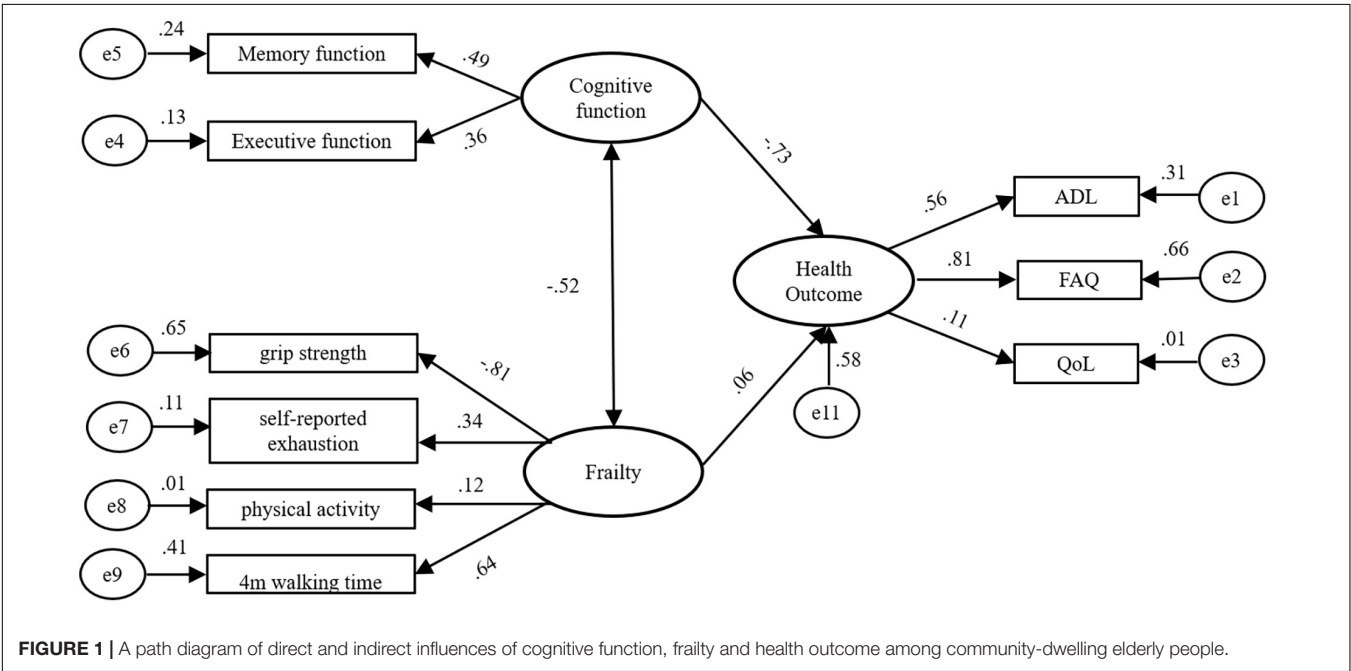 e5
.24
Memory function
.49
Cognitive
function
e4
.13
Executive function
.36
-.73
.31
ADL
e1
.56
.66
Health
Outcome
.81
FAQ
e2
-.52
.11
.01
QoL
e3
.58
e11
.06
.65
e6
grip strength
-.81
.11
e7
self-reported
exhaustion
.34
Frailty
.01
e8
physical activity
.12
.41
e9
4m walking time
.64
FIGURE 1 | A path diagram of direct and indirect influences of cognitive function, frailty and health outcome among community-dwelling elderly people.